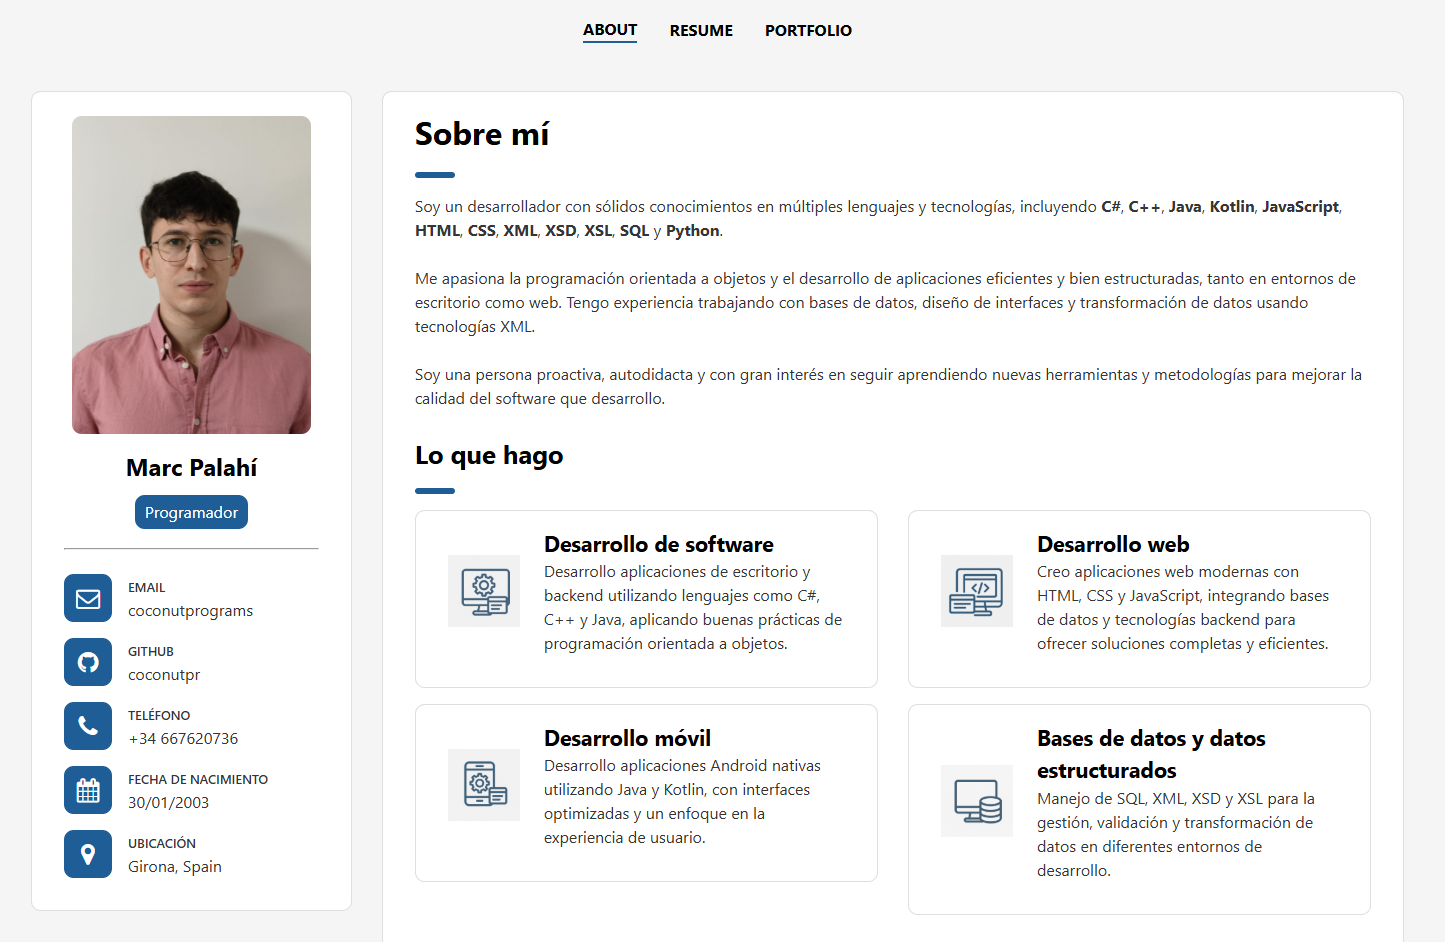 ABOUT RESUME PORTFOLIO
Marc Palahí
Programador
EMAIL
coconutprograms
GITHUB
coconutpr
TELÉFONO
+34 667620736
FECHA DE NACIMIENTO
30/01/2003
UBICACIÓN
Girona, Spain
Sobre mí
Soy un desarrollador con sólidos conocimientos en múltiples lenguajes y tecnologías, incluyendo C#, C++, Java, Kotlin, JavaScript,
HTML, CSS, XML, XSD, XSL, SQL y Python.
Me apasiona la programación orientada a objetos y el desarrollo de aplicaciones eficientes y bien estructuradas, tanto en entornos de
escritorio como web. Tengo experiencia trabajando con bases de datos, diseño de interfaces y transformación de datos usando
tecnologías XML.
Soy una persona proactiva, autodidacta y con gran interés en seguir aprendiendo nuevas herramientas y metodologías para mejorar la
calidad del software que desarrollo.
Lo que hago
Desarrollo de software
Desarrollo aplicaciones de escritorio y
backend utilizando lenguajes como C#,
C++ y Java, aplicando buenas prácticas de
programación orientada a objetos.
Desarrollo web
Creo aplicaciones web modernas con
HTML, CSS y JavaScript, integrando bases
de datos y tecnologías backend para
ofrecer soluciones completas y eficientes.
Desarrollo móvil
Desarrollo aplicaciones Android nativas
utilizando Java y Kotlin, con interfaces
optimizadas y un enfoque en la
experiencia de usuario.
Bases de datos y datos
estructurados
Manejo de SQL, XML, XSD y XSL para la
gestión, validación y transformación de
datos en diferentes entornos de
desarrollo.